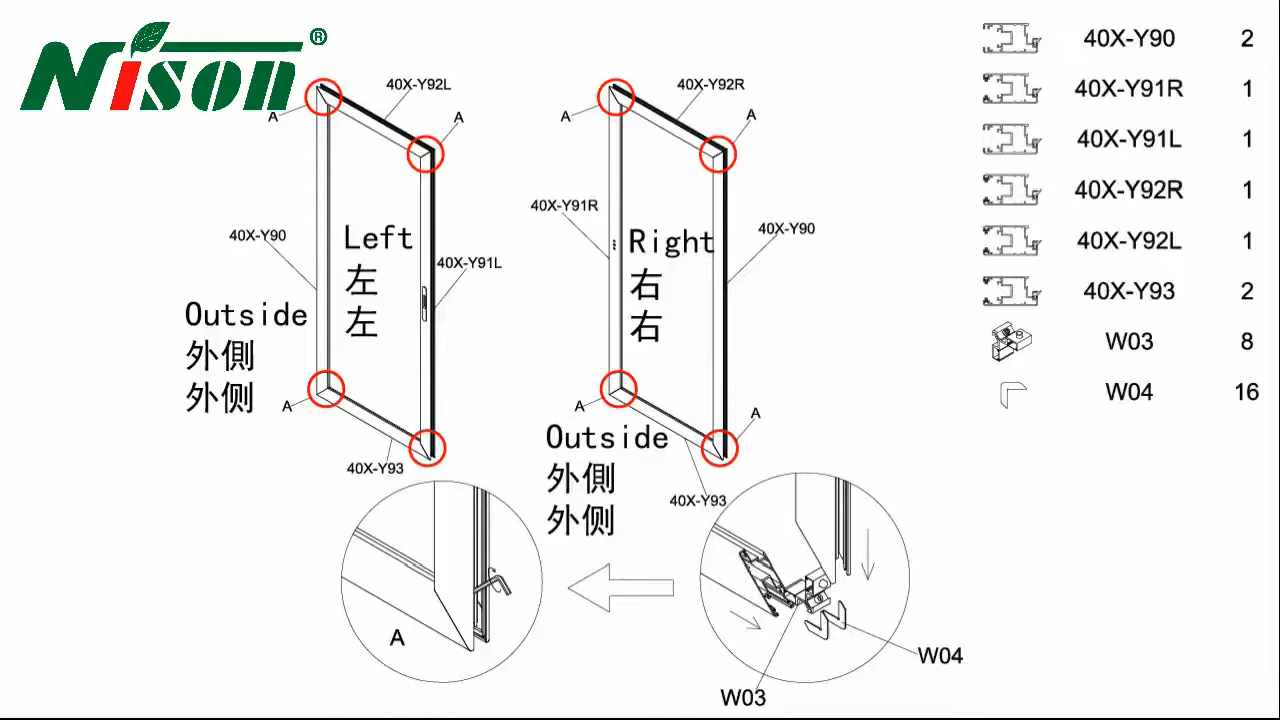 Nison®
40X-Y92L
A
A
40X-Y90
Left
左
左
40X-Y91L
Outside
外側
外侧
A
40X-Y93
40X-Y92R
A
A
40X-Y91R
Right
右
右
40X-Y90
A
A
Outside
外側
外侧
40X-Y93
A
W03
W04
40X-Y90 2
40X-Y91R 1
40X-Y91L 1
40X-Y92R 1
40X-Y92L 1
40X-Y93 2
W03 8
W04 16